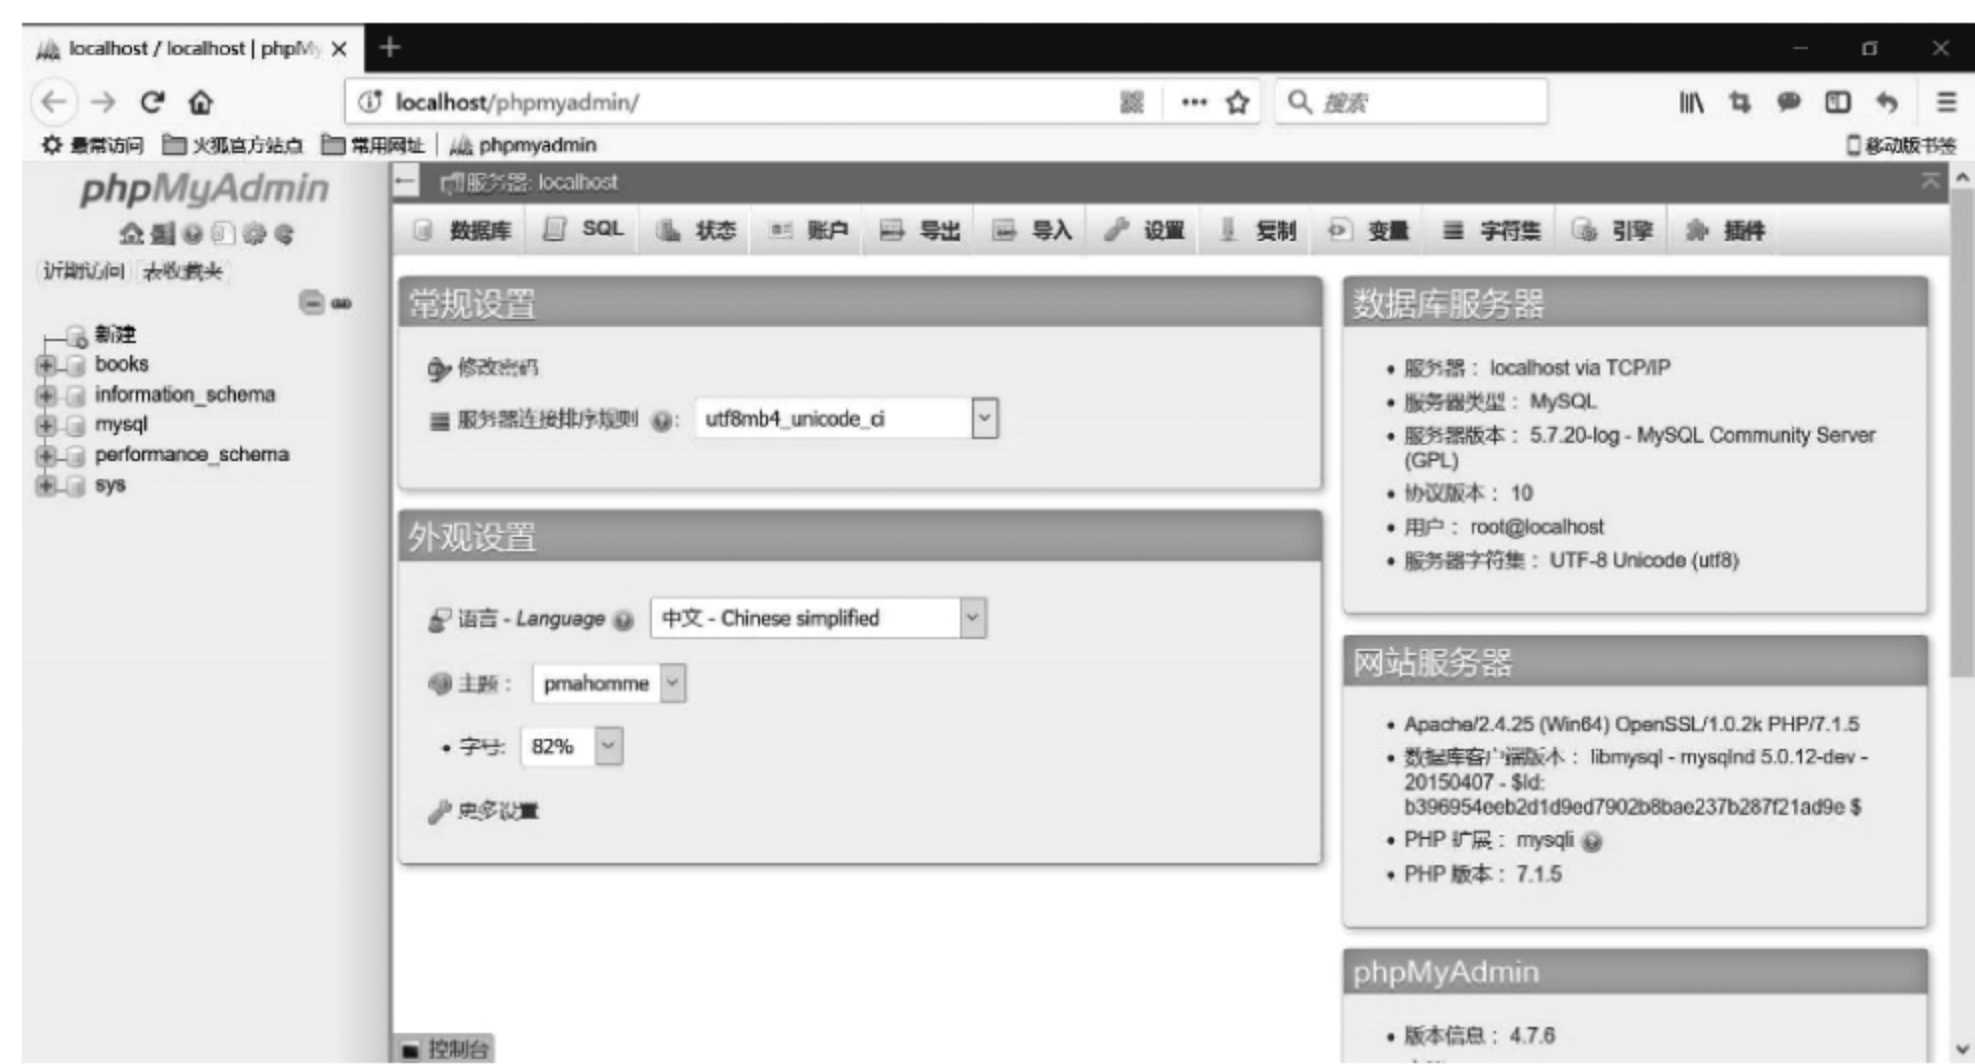 localhost / localhost | phpMy
localhost/phpmyadmin/
搜索
最常访问 火狐官方站点 常用网址 phpmyadmin 移动版书签
phpMyAdmin
近期访问 表收藏夹
新建
books
information_schema
mysql
performance_schema
sys
服务器: localhost
数据库 SQL 状态 账户 导出 导入 设置 复制 变量 字符集 引擎 插件
常规设置
修改密码
服务器连接排序规则 : utf8mb4_unicode_ci
外观设置
语言 - Language 中文 - Chinese simplified
主题： pmahomme
• 字号: 82%
更多设置
数据库服务器
• 服务器： localhost via TCP/IP
• 服务器类型： MySQL
• 服务器版本： 5.7.20-log - MySQL Community Server
(GPL)
• 协议版本： 10
• 用户： root@localhost
• 服务器字符集： UTF-8 Unicode (utf8)
网站服务器
• Apache/2.4.25 (Win64) OpenSSL/1.0.2k PHP/7.1.5
• 数据库客户端版本： libmysql - mysqlnd 5.0.12-dev -
20150407 - $Id:
b396954eeb2d1d9ed7902b8bae237b287f21ad9e $
• PHP 扩展： mysqli
• PHP 版本： 7.1.5
phpMyAdmin
• 版本信息： 4.7.6
控制台